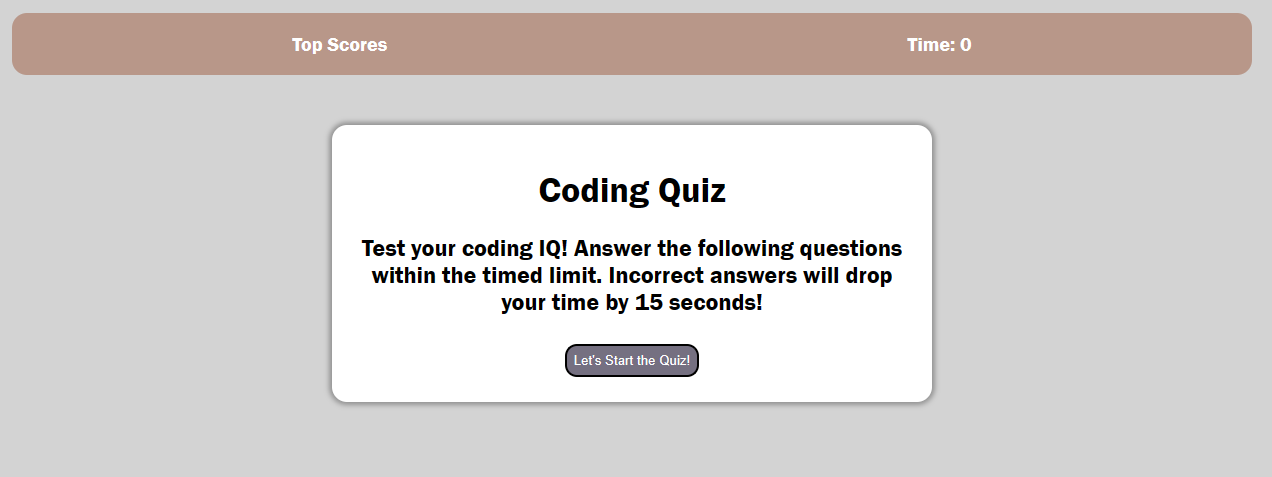 Top Scores
Time: 0
Coding Quiz
Test your coding IQ! Answer the following questions
within the timed limit. Incorrect answers will drop
your time by 15 seconds!
Let's Start the Quiz!